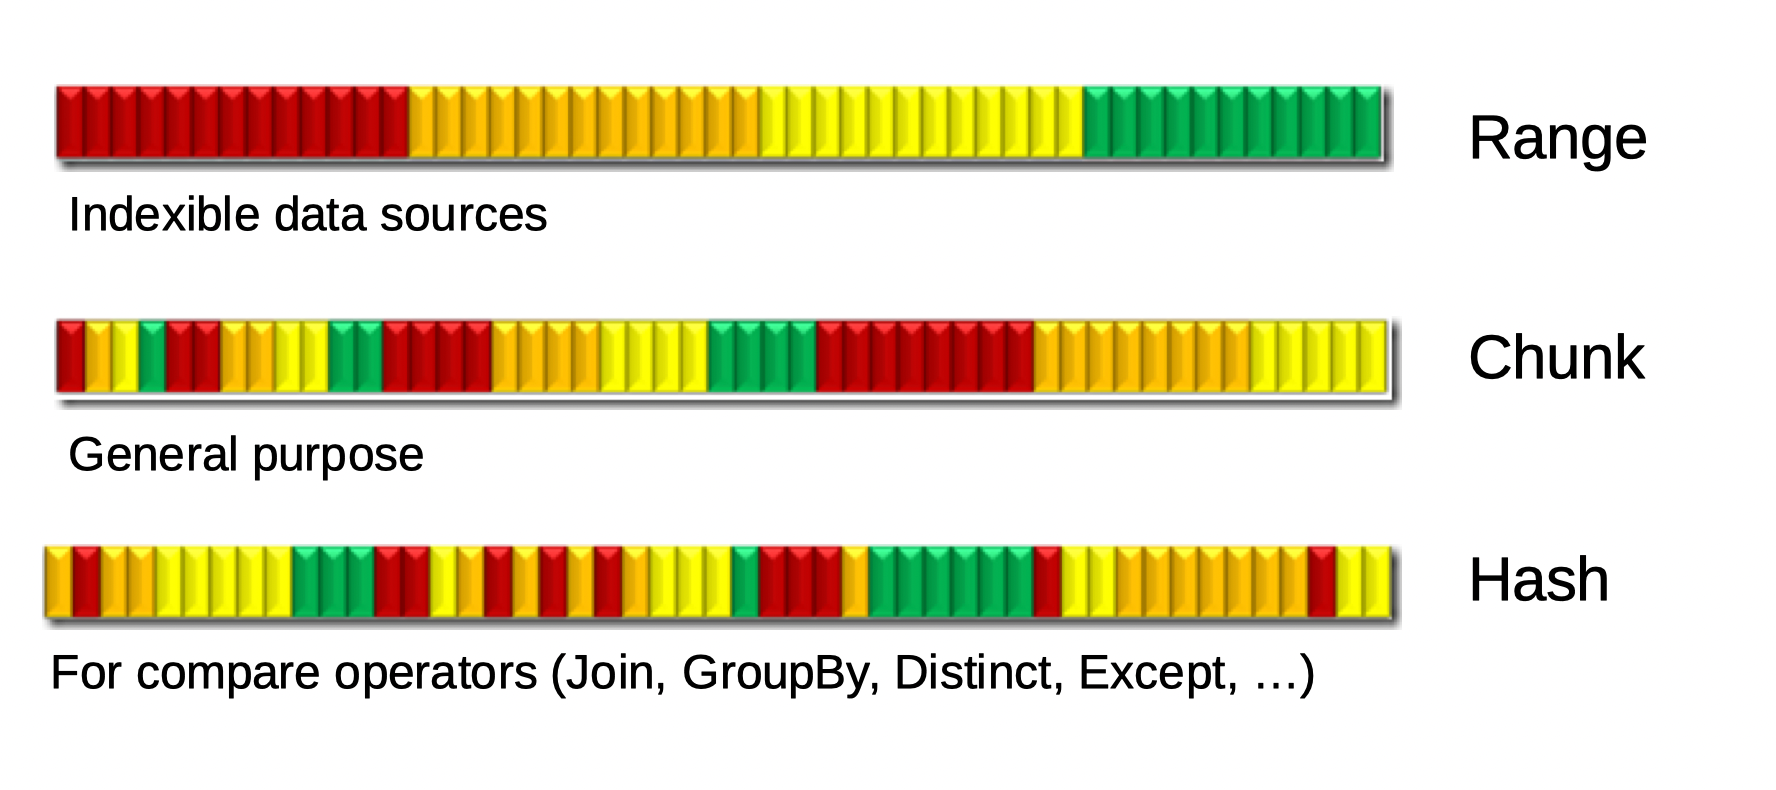 Range
Indexible data sources
Chunk
General purpose
Hash
For compare operators (Join, GroupBy, Distinct, Except, …)